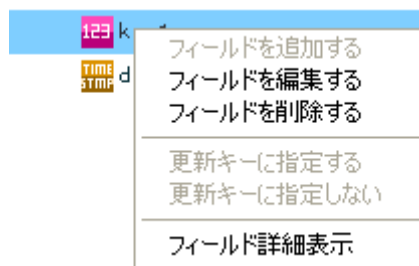 123 k
フィールドを追加する
TIME
STMP d
フィールドを編集する
フィールドを削除する
更新キーに指定する
更新キーに指定しない
フィールド詳細表示